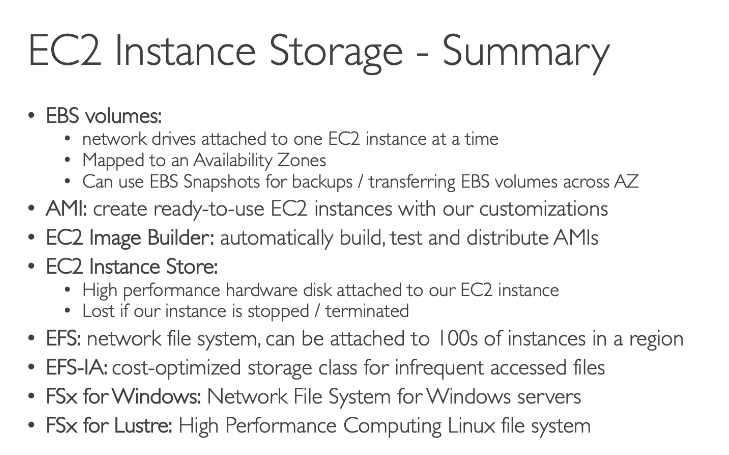 EC2 Instance Storage - Summary
• EBS volumes:
• network drives attached to one EC2 instance at a time
• Mapped to an Availability Zones
• Can use EBS Snapshots for backups / transferring EBS volumes across AZ
• AMI: create ready-to-use EC2 instances with our customizations
• EC2 Image Builder: automatically build, test and distribute AMIs
• EC2 Instance Store:
• High performance hardware disk attached to our EC2 instance
• Lost if our instance is stopped / terminated
• EFS: network file system, can be attached to 100s of instances in a region
• EFS-IA: cost-optimized storage class for infrequent accessed files
• FSx for Windows: Network File System for Windows servers
• FSx for Lustre: High Performance Computing Linux file system